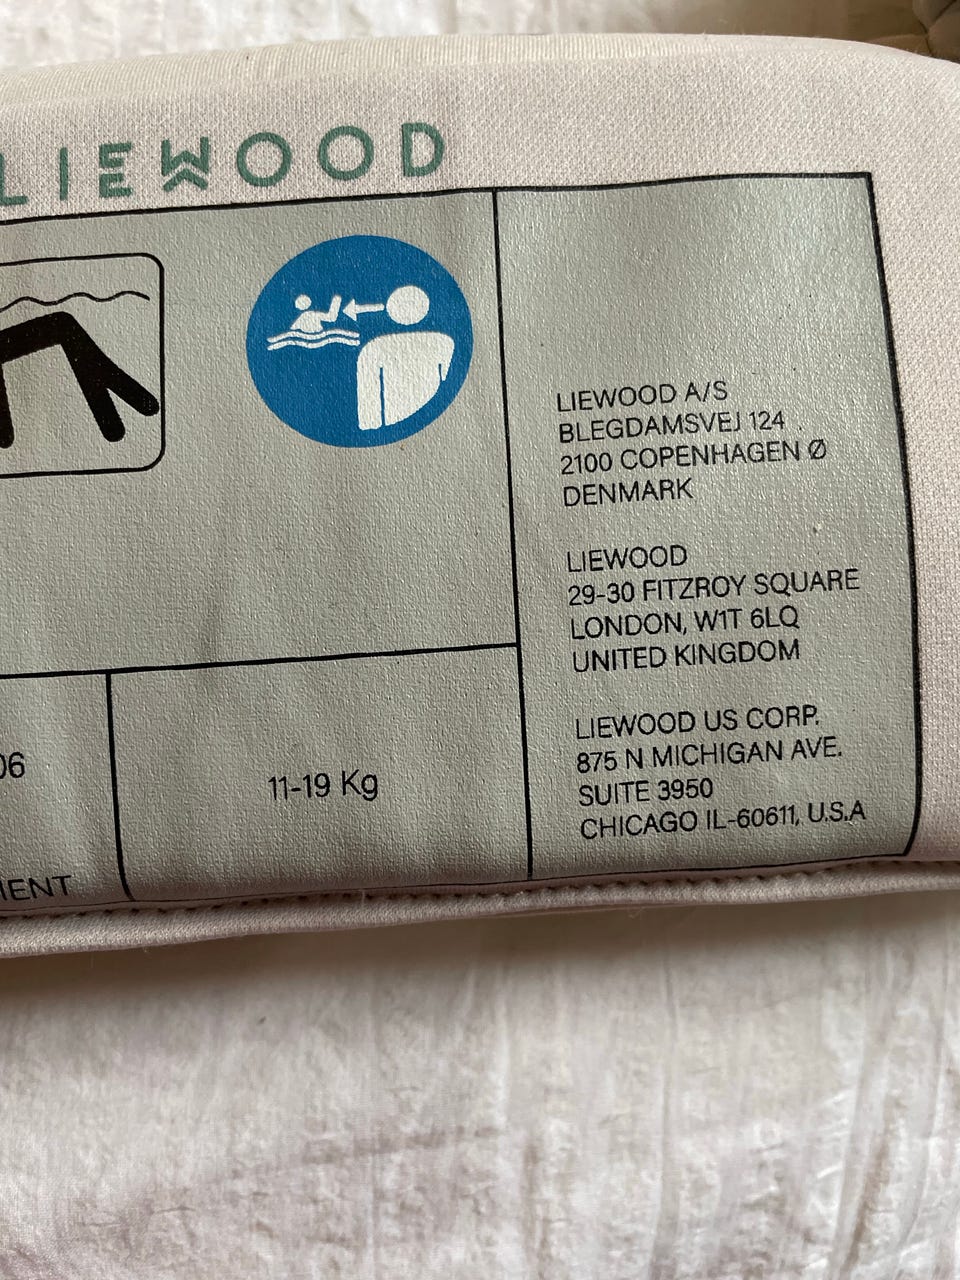 LIEWOOD
LIEWOOD A/S
BLEGDAMSVEJ 124
2100 COPENHAGEN Ø
DENMARK
LIEWOOD
29-30 FITZROY SQUARE
LONDON, W1T 6LQ
UNITED KINGDOM
LIEWOOD US CORP.
875 N MICHIGAN AVE.
SUITE 3950
CHICAGO IL-60611, U.S.A
11-19 Kg